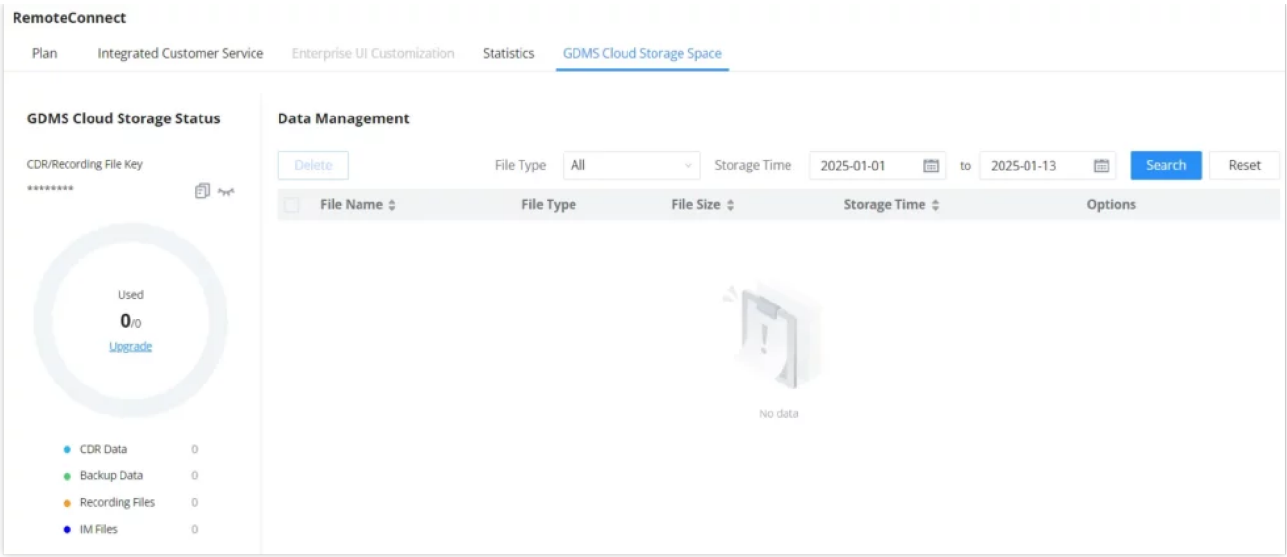 RemoteConnect
Plan Integrated Customer Service Enterprise UI Customization Statistics GDMS Cloud Storage Space
GDMS Cloud Storage Status
CDR/Recording File Key
********
Used
0/0
Upgrade
CDR Data 0
Backup Data 0
Recording Files 0
IM Files 0
Data Management
Delete File Type All Storage Time 2025-01-01 to 2025-01-13 Search Reset
File Name File Type File Size Storage Time Options
No data